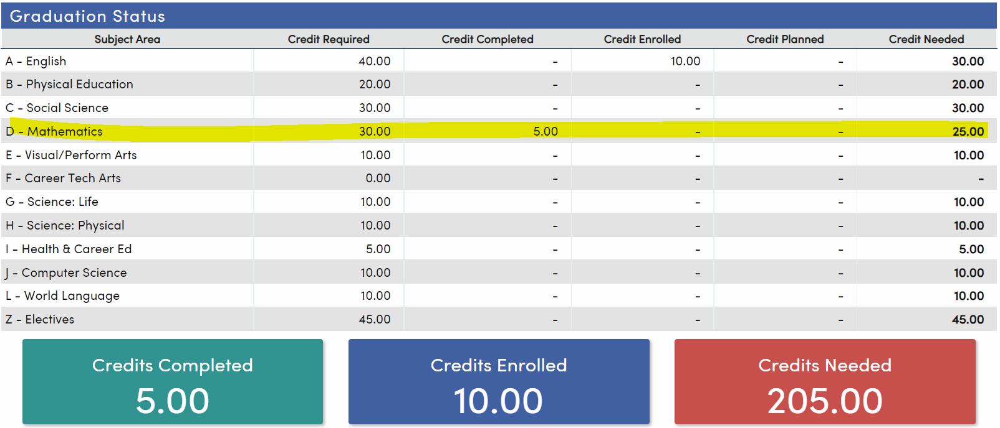 Graduation Status
Subject Area Credit Required Credit Completed Credit Enrolled Credit Planned Credit Needed
A - English 40.00 - 10.00 - 30.00
B - Physical Education 20.00 - - - 20.00
C - Social Science 30.00 - - - 30.00
D - Mathematics 30.00 5.00 - - 25.00
E - Visual/Perform Arts 10.00 - - - 10.00
F - Career Tech Arts 0.00 - - - -
G - Science: Life 10.00 - - - 10.00
H - Science: Physical 10.00 - - - 10.00
I - Health & Career Ed 5.00 - - - 5.00
J - Computer Science 10.00 - - - 10.00
L - World Language 10.00 - - - 10.00
Z - Electives 45.00 - - - 45.00
Credits Completed Credits Enrolled Credits Needed
5.00 10.00 205.00